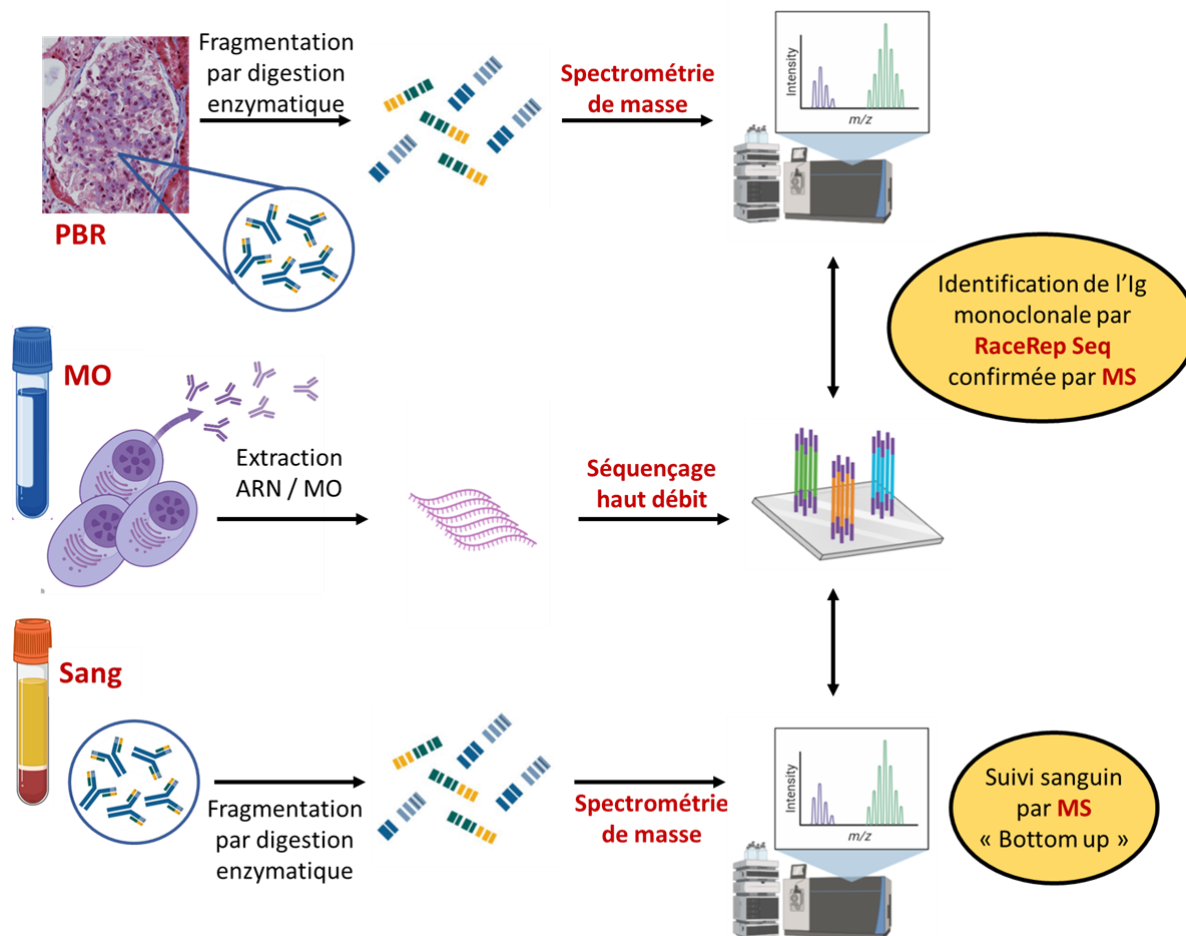 Fragmentation
par digestion
enzymatique
Spectrométrie
de masse
Intensity
m/z
PBR
Identification de l'Ig
monoclonale par
RaceRep Seq
confirmée par MS
MO
Extraction
ARN / MO
Séquençage
haut débit
Sang
Fragmentation
par digestion
enzymatique
Spectrométrie
de masse
Intensity
m/z
Suivi sanguin
par MS
« Bottom up »